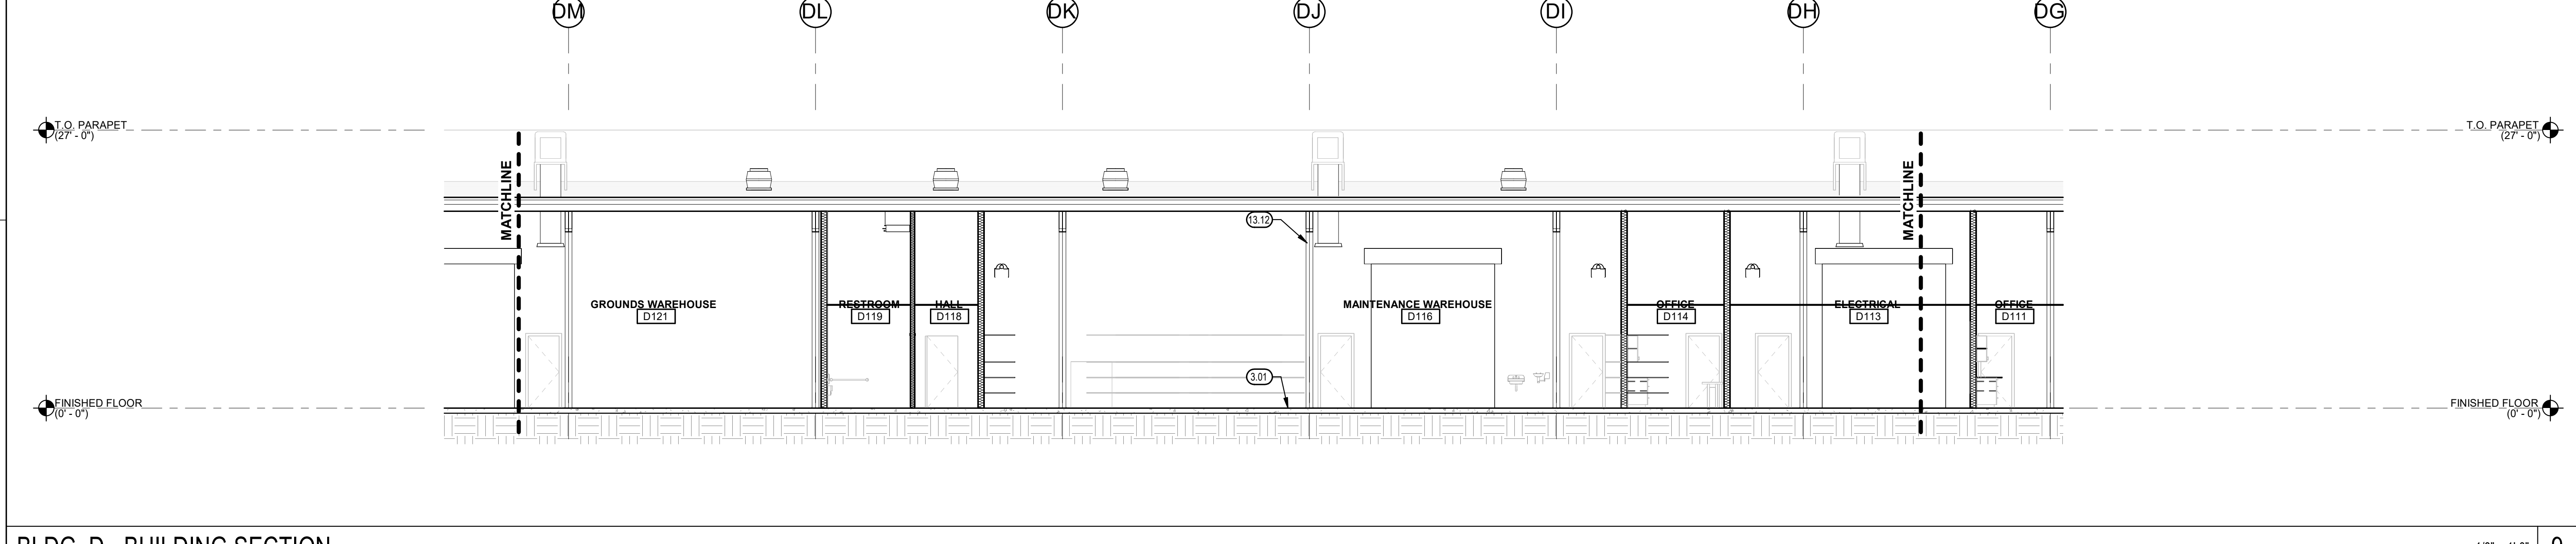 DM DL DK DJ DI DH DG
T.O. PARAPET
(27' - 0")
T.O. PARAPET
(27' - 0")
MATCHLINE
MATCHLINE
13.12
GROUNDS WAREHOUSE
D121
RESTROOM
D119
HALL
D118
MAINTENANCE WAREHOUSE
D116
OFFICE
D114
ELECTRICAL
D113
OFFICE
D111
3.01
FINISHED FLOOR
(0' - 0")
FINISHED FLOOR
(0' - 0")
BLDG. D - BUILDING SECTION